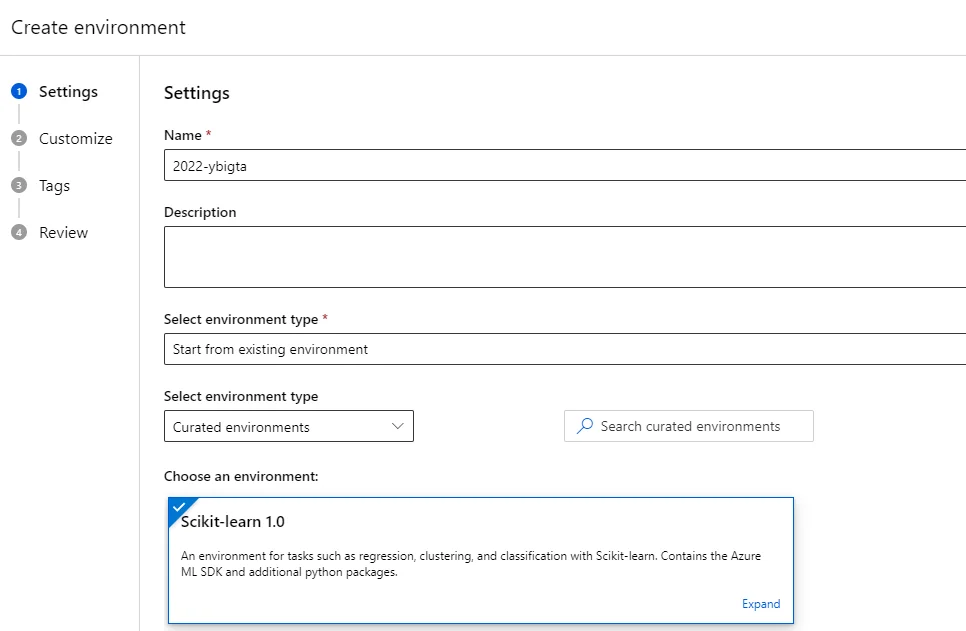 Create environment
1 Settings
2 Customize
3 Tags
4 Review
Settings
Name *
2022-ybigta
Description
Select environment type *
Start from existing environment
Select environment type
Curated environments
Search curated environments
Choose an environment:
Scikit-learn 1.0
An environment for tasks such as regression, clustering, and classification with Scikit-learn. Contains the Azure
ML SDK and additional python packages.
Expand